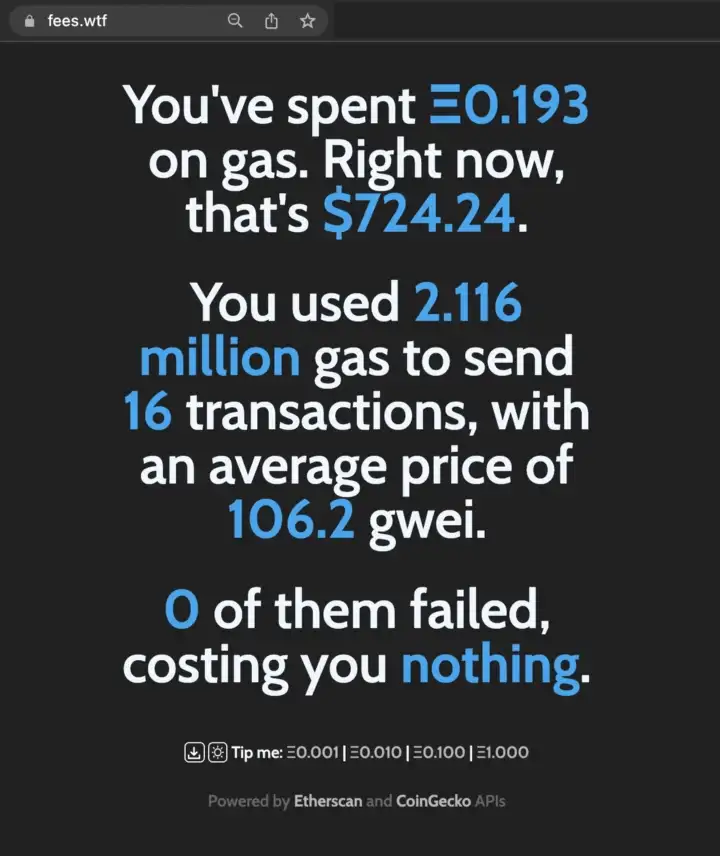 fees.wtf
You've spent Ξ0.193
on gas. Right now,
that's $724.24.
You used 2.116
million gas to send
16 transactions, with
an average price of
106.2 gwei.
0 of them failed,
costing you nothing.
Tip me: Ξ0.001 | Ξ0.010 | Ξ0.100 | Ξ1.000
Powered by Etherscan and CoinGecko APIs